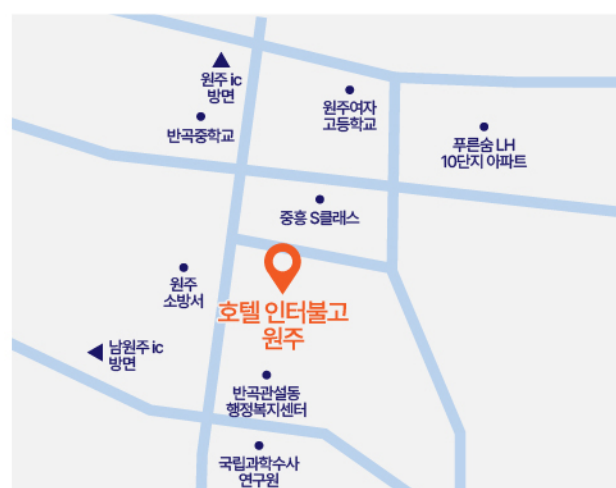 원주 ic
방면
반곡중학교
원주여자
고등학교
푸른숨 LH
10단지 아파트
중흥 S클래스
원주
소방서
호텔 인터불고
원주
남원주 ic
방면
반곡관설동
행정복지센터
국립과학수사
연구원